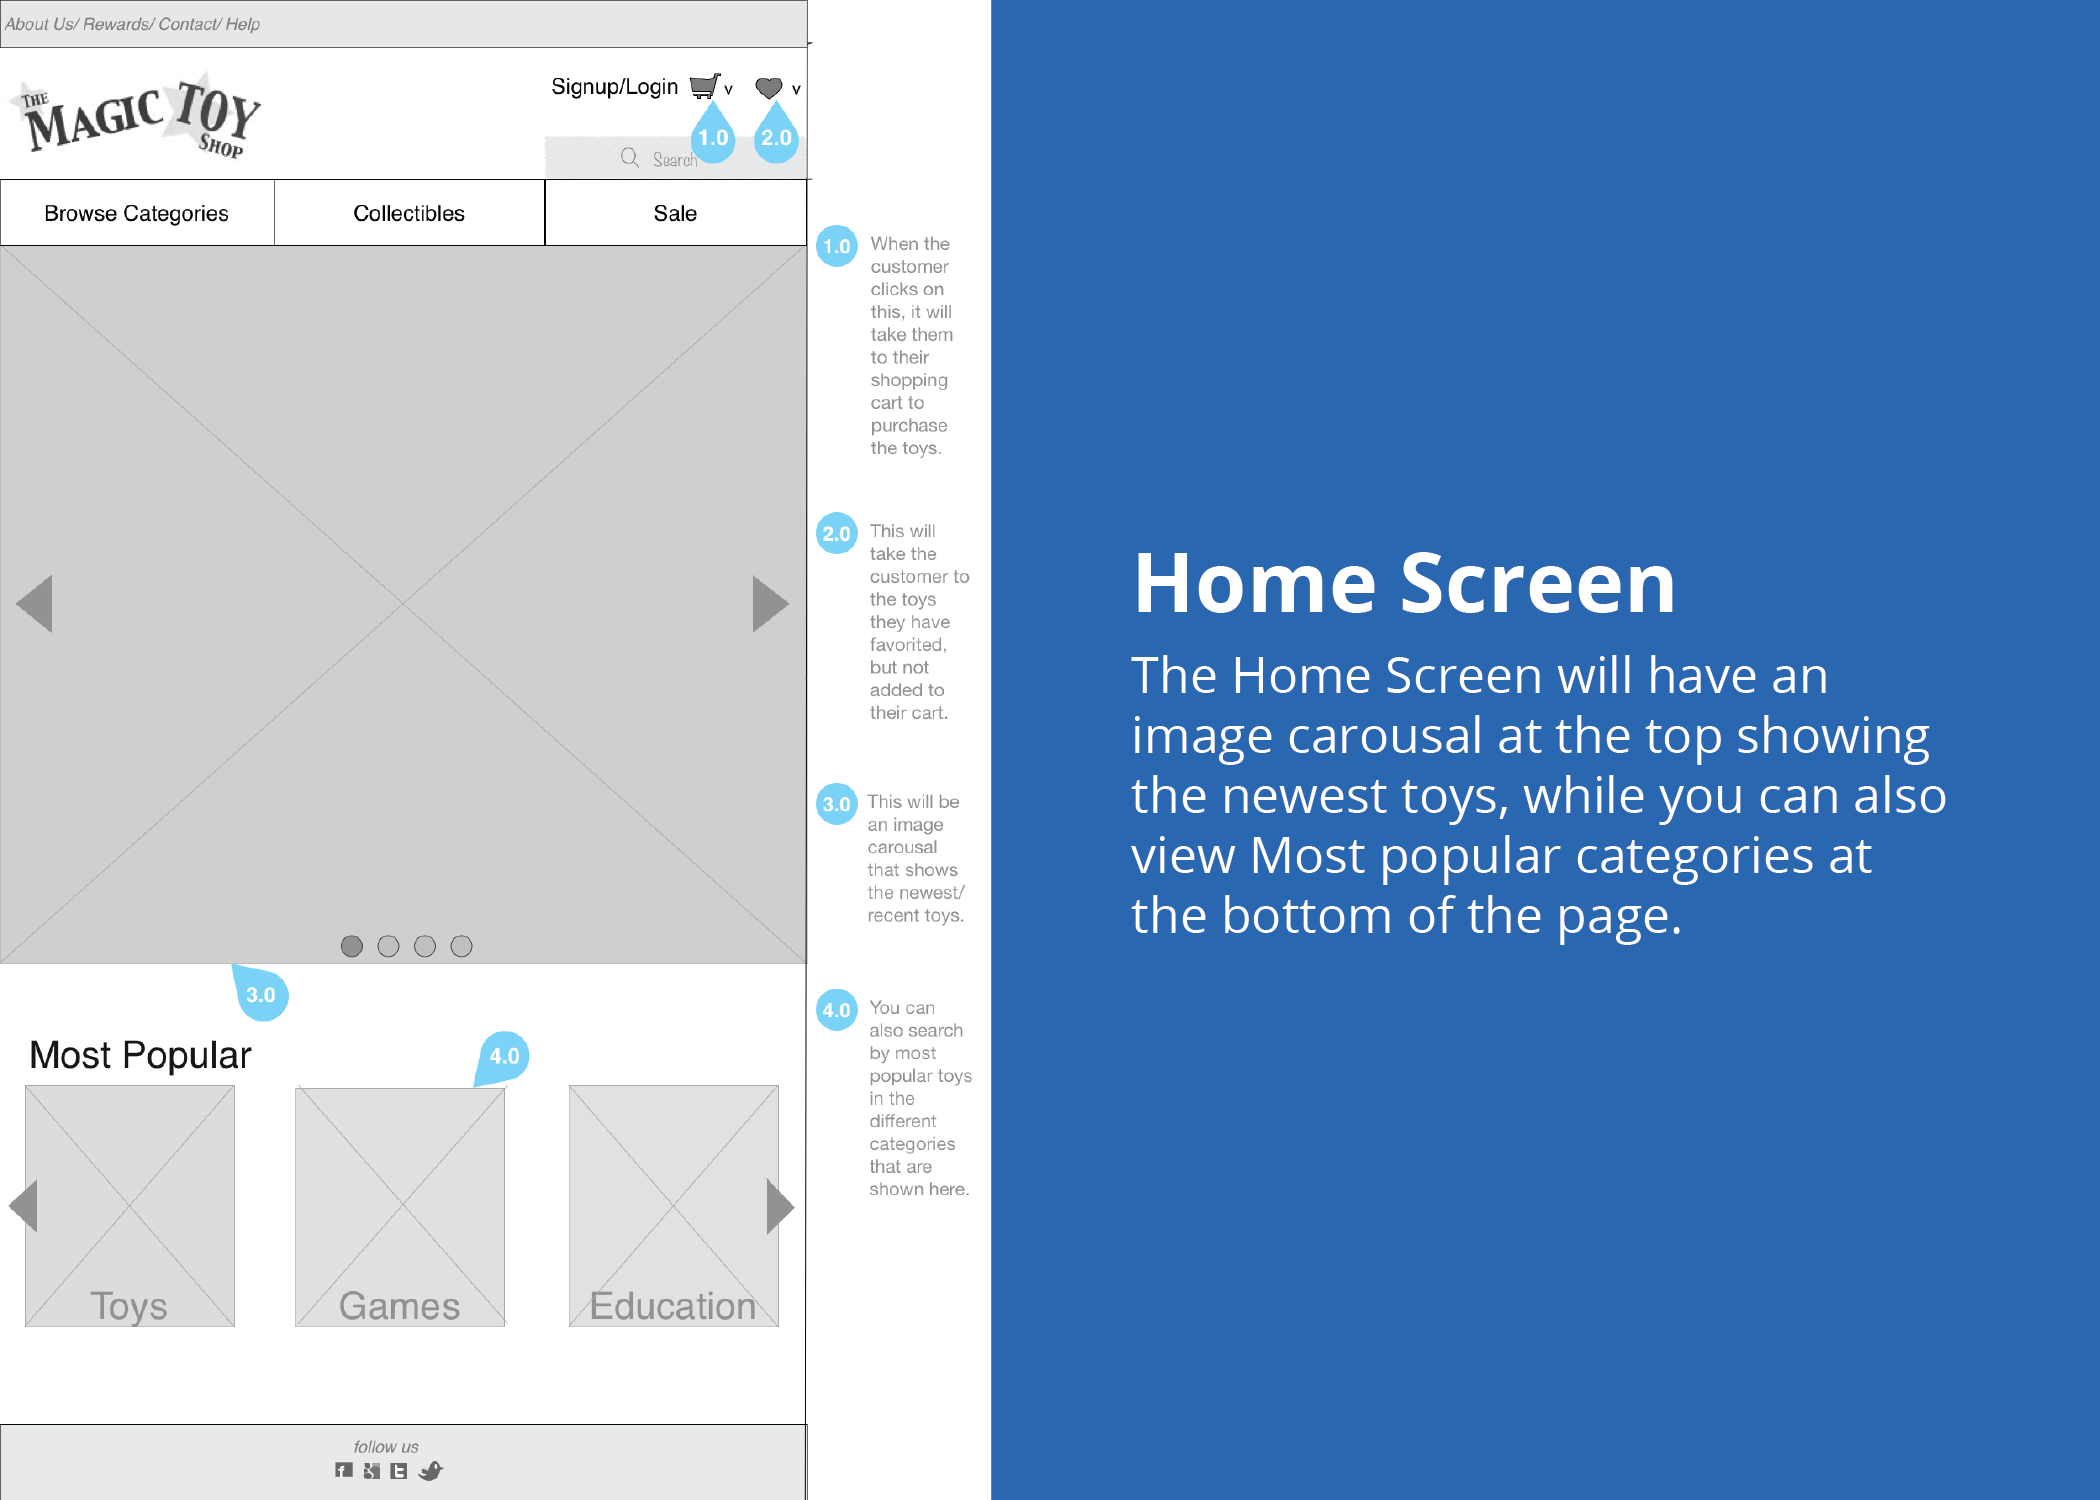 About Us/ Rewards/ Contact/ Help
THE
MAGIC TOY
SHOP
Signup/Login v v
1.0 2.0
Search
Browse Categories Collectibles Sale
3.0
Most Popular
4.0
Toys Games Education
follow us
f t
1.0 When the
customer
clicks on
this, it will
take them
to their
shopping
cart to
purchase
the toys.
2.0 This will
take the
customer to
the toys
they have
favorited,
but not
added to
their cart.
3.0 This will be
an image
carousal
that shows
the newest/
recent toys.
4.0 You can
also search
by most
popular toys
in the
different
categories
that are
shown here.
Home Screen
The Home Screen will have an
image carousal at the top showing
the newest toys, while you can also
view Most popular categories at
the bottom of the page.